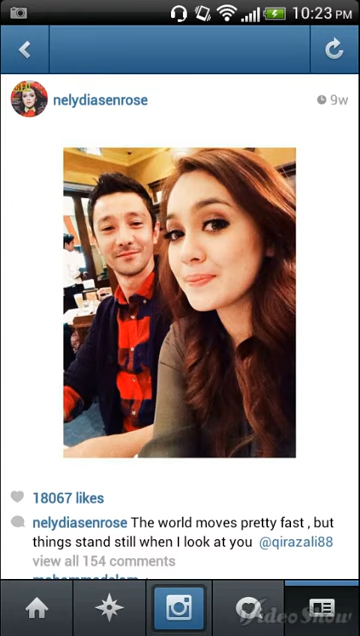 10:23 PM
nelydiasenrose
9w
18067 likes
nelydiasenrose The world moves pretty fast , but
things stand still when I look at you @qirazali88
view all 154 comments
VideoShow